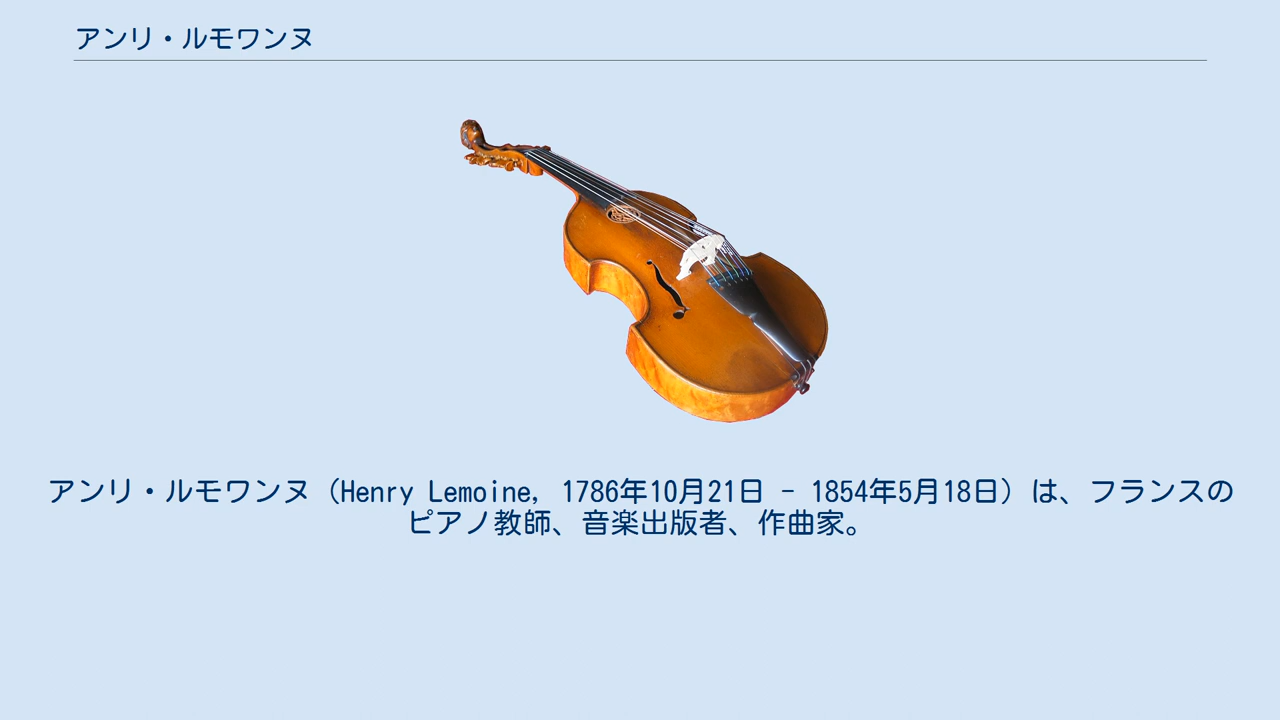 アンリ・ルモワンヌ
アンリ・ルモワンヌ（Henry Lemoine, 1786年10月21日 - 1854年5月18日）は、フランスの
ピアノ教師、音楽出版者、作曲家。